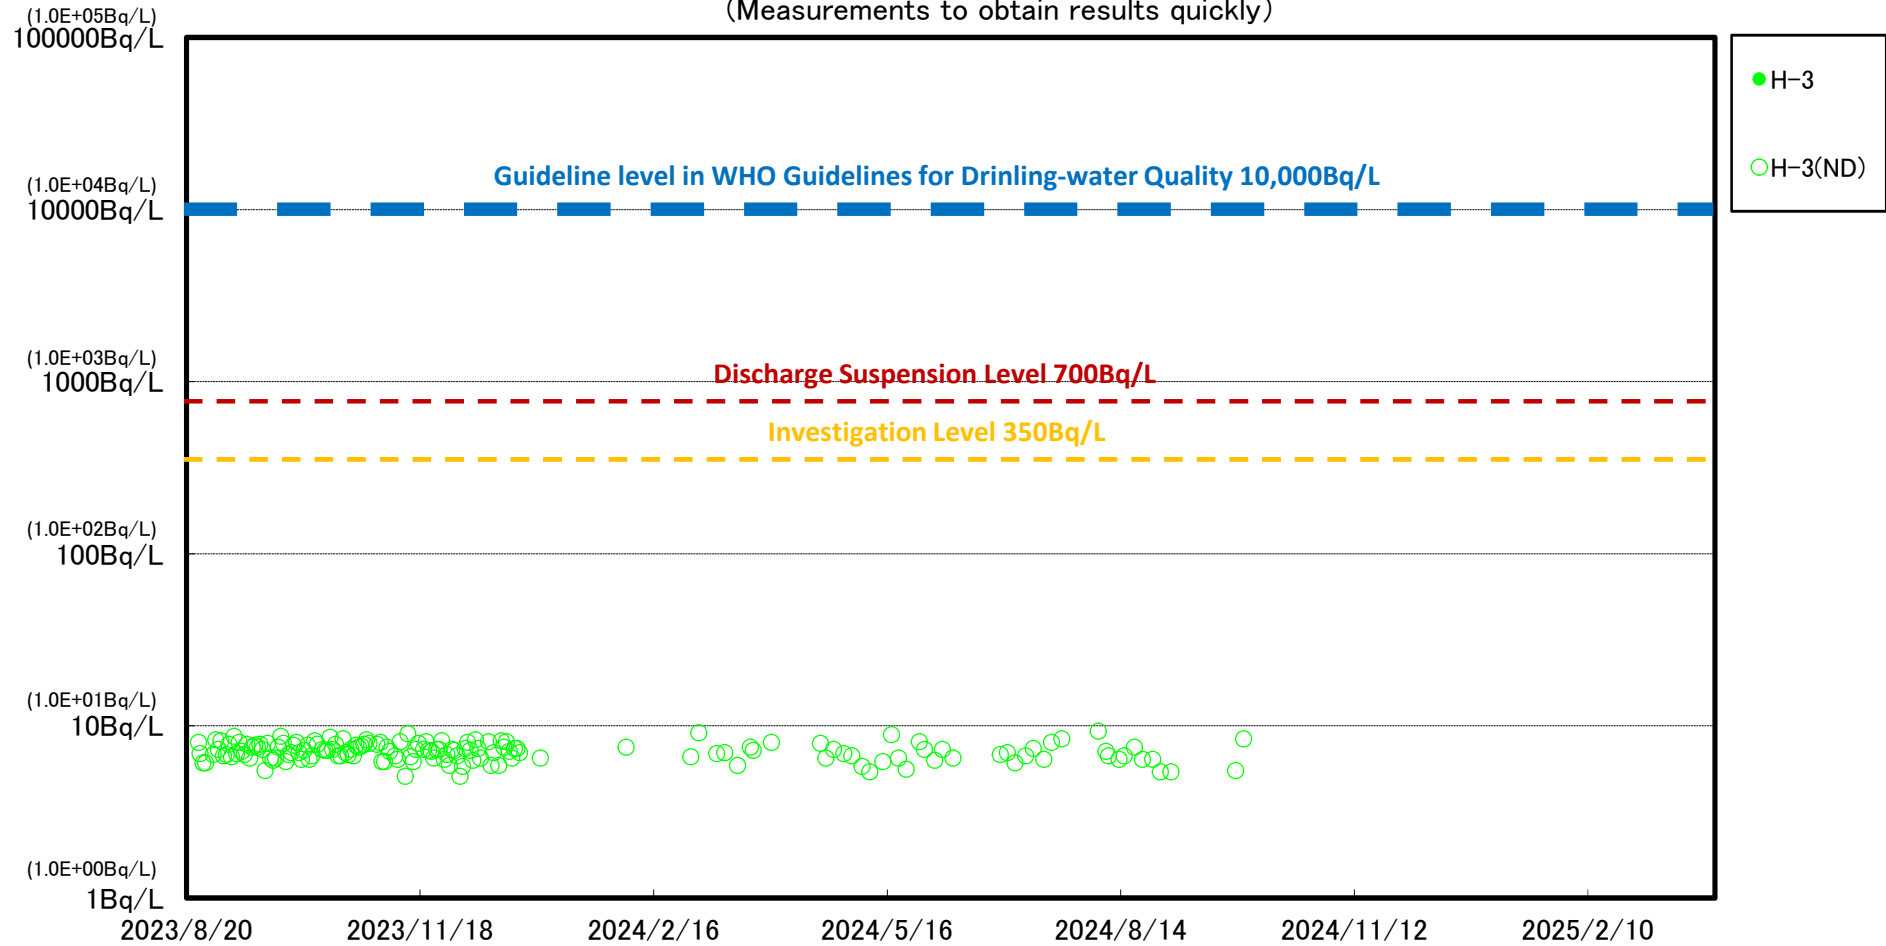 (Measurements to obtain results quickly)
(1.0E+05Bq/L)
100000Bq/L
H-3
H-3(ND)
Guideline level in WHO Guidelines for Drinling-water Quality 10,000Bq/L
(1.0E+04Bq/L)
10000Bq/L
(1.0E+03Bq/L)
1000Bq/L
Discharge Suspension Level 700Bq/L
Investigation Level 350Bq/L
(1.0E+02Bq/L)
100Bq/L
(1.0E+01Bq/L)
10Bq/L
(1.0E+00Bq/L)
1Bq/L
2023/8/20 2023/11/18 2024/2/16 2024/5/16 2024/8/14 2024/11/12 2025/2/10